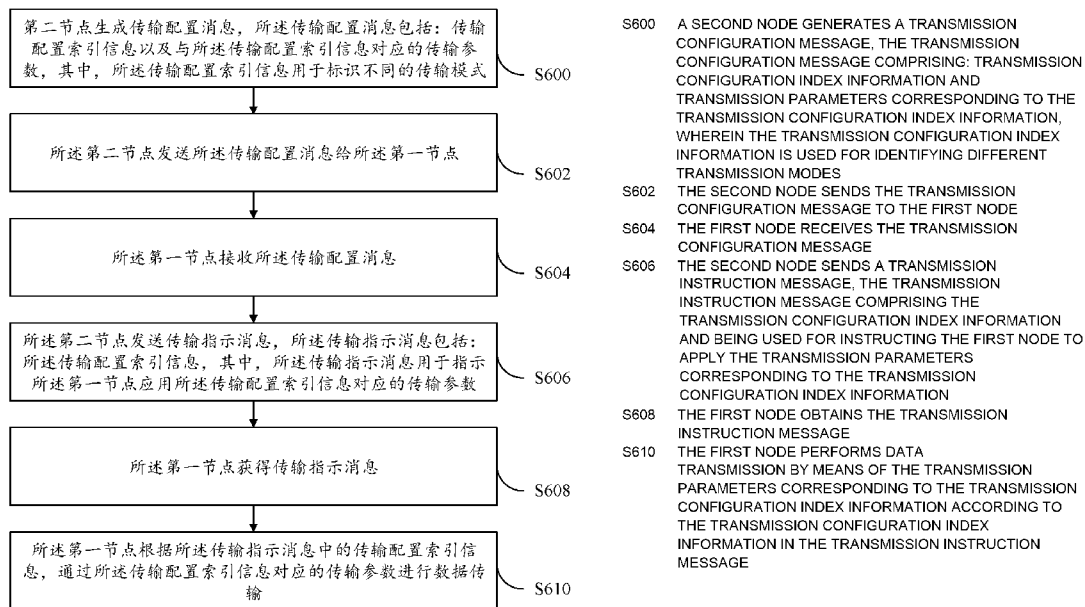 第二节点生成传输配置消息，所述传输配置消息包括：传输
配置索引信息以及与所述传输配置索引信息对应的传输参
数，其中，所述传输配置索引信息用于标识不同的传输模式
S600
所述第二节点发送所述传输配置消息给所述第一节点
S602
所述第一节点接收所述传输配置消息
S604
所述第二节点发送传输指示消息，所述传输指示消息包括：
所述传输配置索引信息，其中，所述传输指示消息用于指示
所述第一节点应用所述传输配置索引信息对应的传输参数
S606
所述第一节点获得传输指示消息
S608
所述第一节点根据所述传输指示消息中的传输配置索引信
息，通过所述传输配置索引信息对应的传输参数进行数据传
输
S610
S600 A SECOND NODE GENERATES A TRANSMISSION
CONFIGURATION MESSAGE, THE TRANSMISSION
CONFIGURATION MESSAGE COMPRISING: TRANSMISSION
CONFIGURATION INDEX INFORMATION AND
TRANSMISSION PARAMETERS CORRESPONDING TO THE
TRANSMISSION CONFIGURATION INDEX INFORMATION,
WHEREIN THE TRANSMISSION CONFIGURATION INDEX
INFORMATION IS USED FOR IDENTIFYING DIFFERENT
TRANSMISSION MODES
S602 THE SECOND NODE SENDS THE TRANSMISSION
CONFIGURATION MESSAGE TO THE FIRST NODE
S604 THE FIRST NODE RECEIVES THE TRANSMISSION
CONFIGURATION MESSAGE
S606 THE SECOND NODE SENDS A TRANSMISSION
INSTRUCTION MESSAGE, THE TRANSMISSION
INSTRUCTION MESSAGE COMPRISING THE
TRANSMISSION CONFIGURATION INDEX INFORMATION
AND BEING USED FOR INSTRUCTING THE FIRST NODE TO
APPLY THE TRANSMISSION PARAMETERS
CORRESPONDING TO THE TRANSMISSION
CONFIGURATION INDEX INFORMATION
S608 THE FIRST NODE OBTAINS THE TRANSMISSION
INSTRUCTION MESSAGE
S610 THE FIRST NODE PERFORMS DATA
TRANSMISSION BY MEANS OF THE TRANSMISSION
PARAMETERS CORRESPONDING TO THE TRANSMISSION
CONFIGURATION INDEX INFORMATION ACCORDING TO
THE TRANSMISSION CONFIGURATION INDEX
INFORMATION IN THE TRANSMISSION INSTRUCTION
MESSAGE